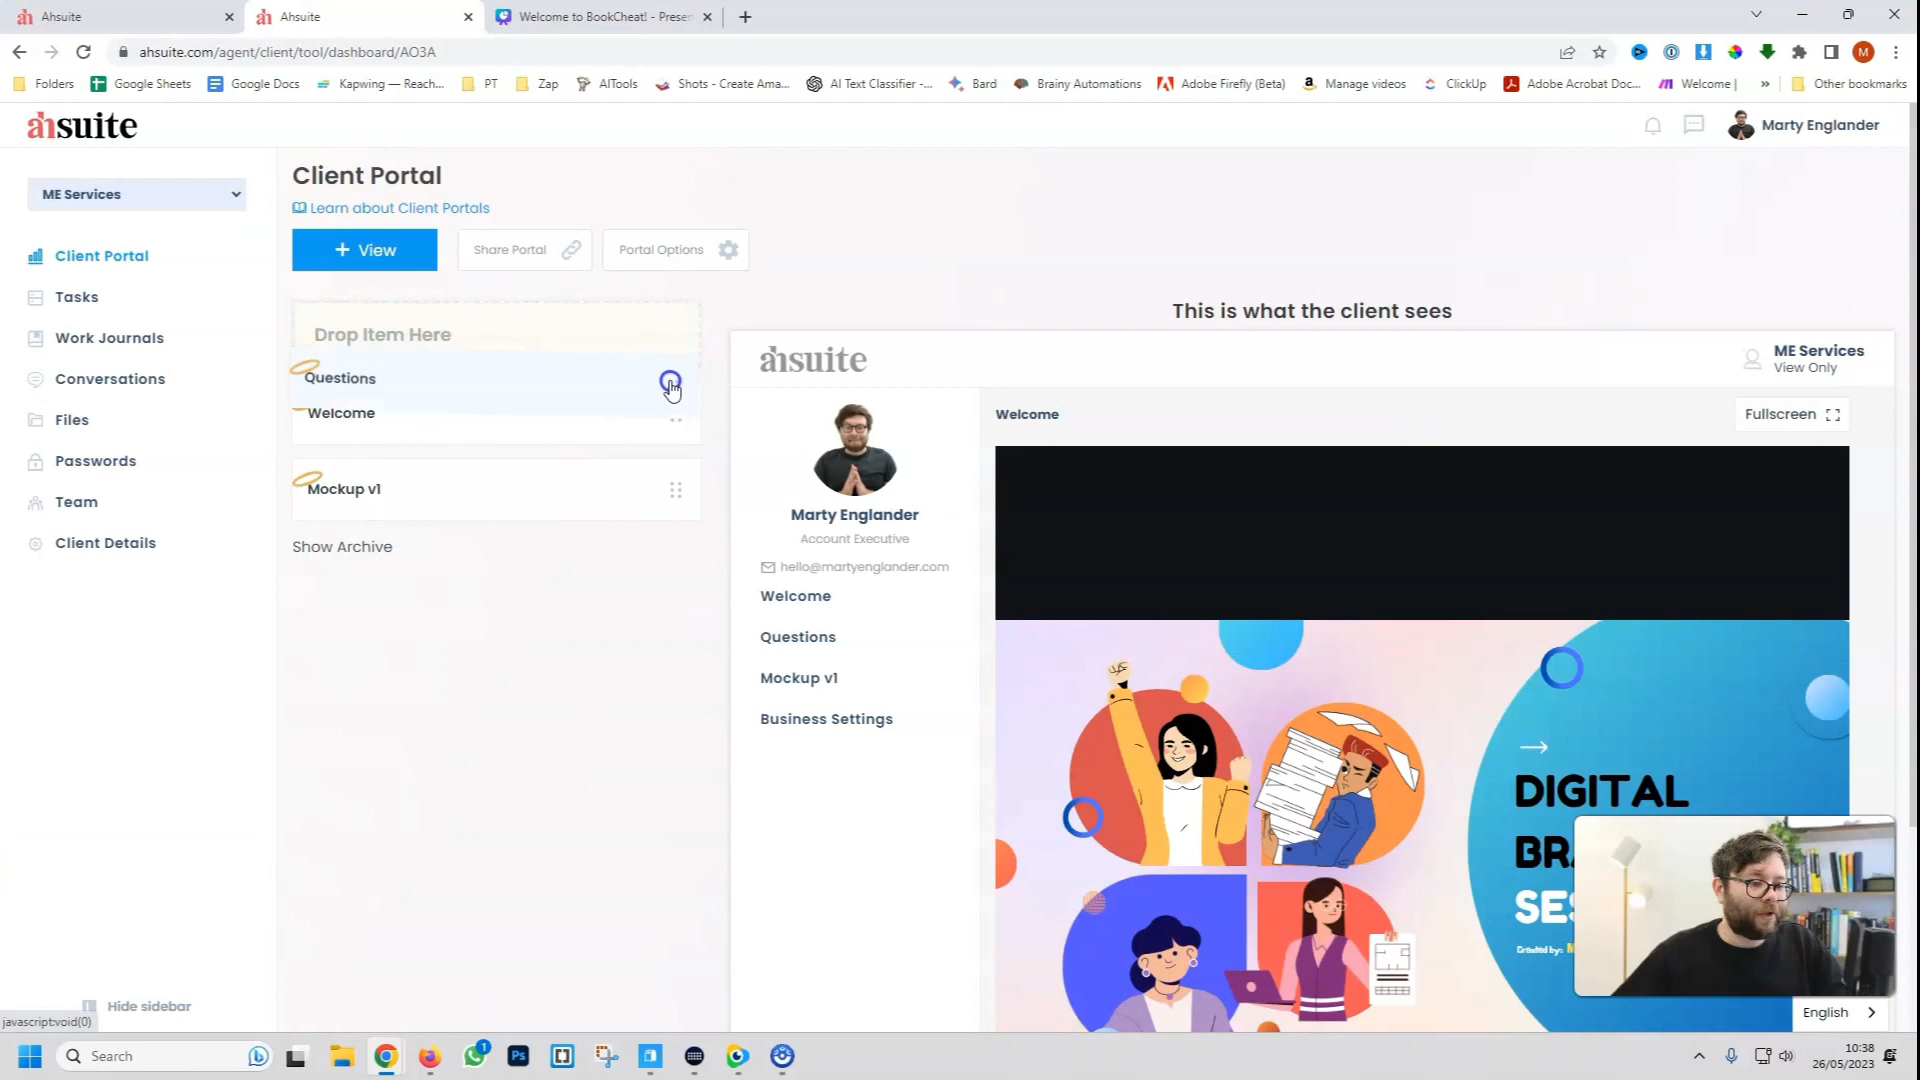 Ahsuite
Ahsuite
Welcome to BookCheat! - Presen
ahsuite.com/agent/client/tool/dashboard/AO3A
M
Folders
Google Sheets
Google Docs
Kapwing — Reach...
PT
Zap
AITools
Shots - Create Ama...
AI Text Classifier -...
Bard
Brainy Automations
Adobe Firefly (Beta)
Manage videos
ClickUp
Adobe Acrobat Doc...
Welcome |
»
Other bookmarks
ahsuite
Marty Englander
ME Services
Client Portal
Tasks
Work Journals
Conversations
Files
Passwords
Team
Client Details
Hide sidebar
javascript:void(0)
Client Portal
Learn about Client Portals
+ View
Share Portal
Portal Options
Drop Item Here
Questions
Welcome
Mockup v1
Show Archive
This is what the client sees
ahsuite
ME Services
View Only
Marty Englander
Account Executive
hello@martyenglander.com
Welcome
Questions
Mockup v1
Business Settings
Welcome
Fullscreen
DIGITAL
BR
SES
Created by: M
English
Search
1
Ps
10:38
26/05/2023